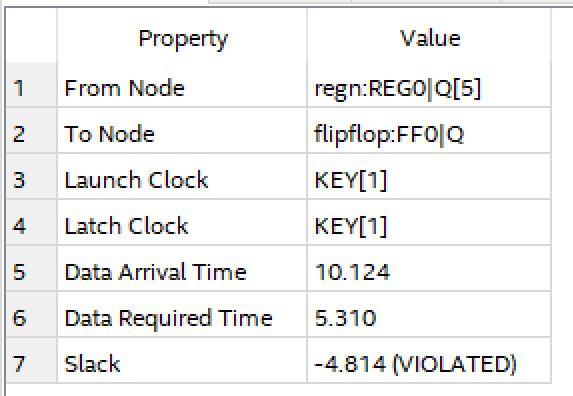 Property Value
1 From Node regn:REG0|Q[5]
2 To Node flipflop:FF0|Q
3 Launch Clock KEY[1]
4 Latch Clock KEY[1]
5 Data Arrival Time 10.124
6 Data Required Time 5.310
7 Slack -4.814 (VIOLATED)